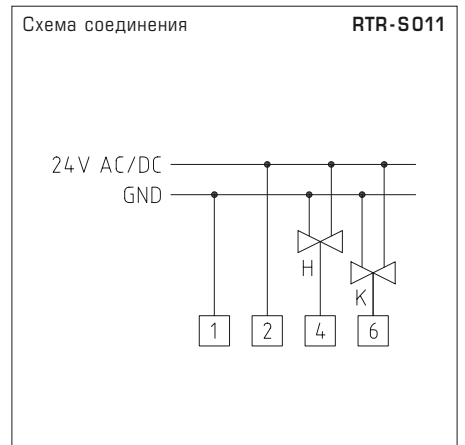 Схема соединения RTR-S011
24V AC/DC
GND
H
K
1 2 4 6